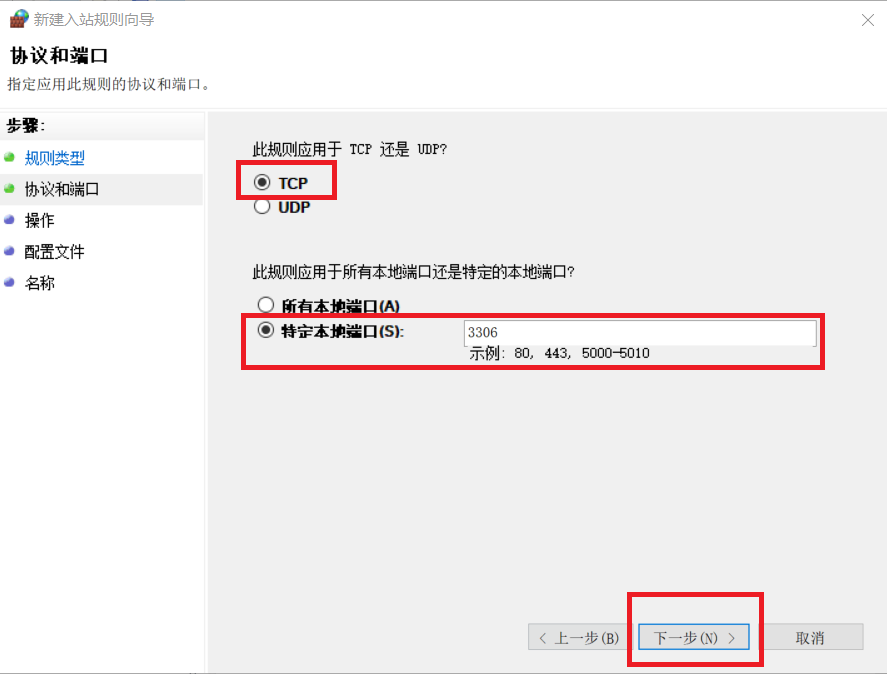 新建入站规则向导
协议和端口
指定应用此规则的协议和端口。
步骤:
规则类型
协议和端口
操作
配置文件
名称
此规则应用于 TCP 还是 UDP?
TCP
UDP
此规则应用于所有本地端口还是特定的本地端口?
所有本地端口(A)
特定本地端口(S): 3306
示例: 80, 443, 5000-5010
< 上一步(B) 下一步(N) > 取消